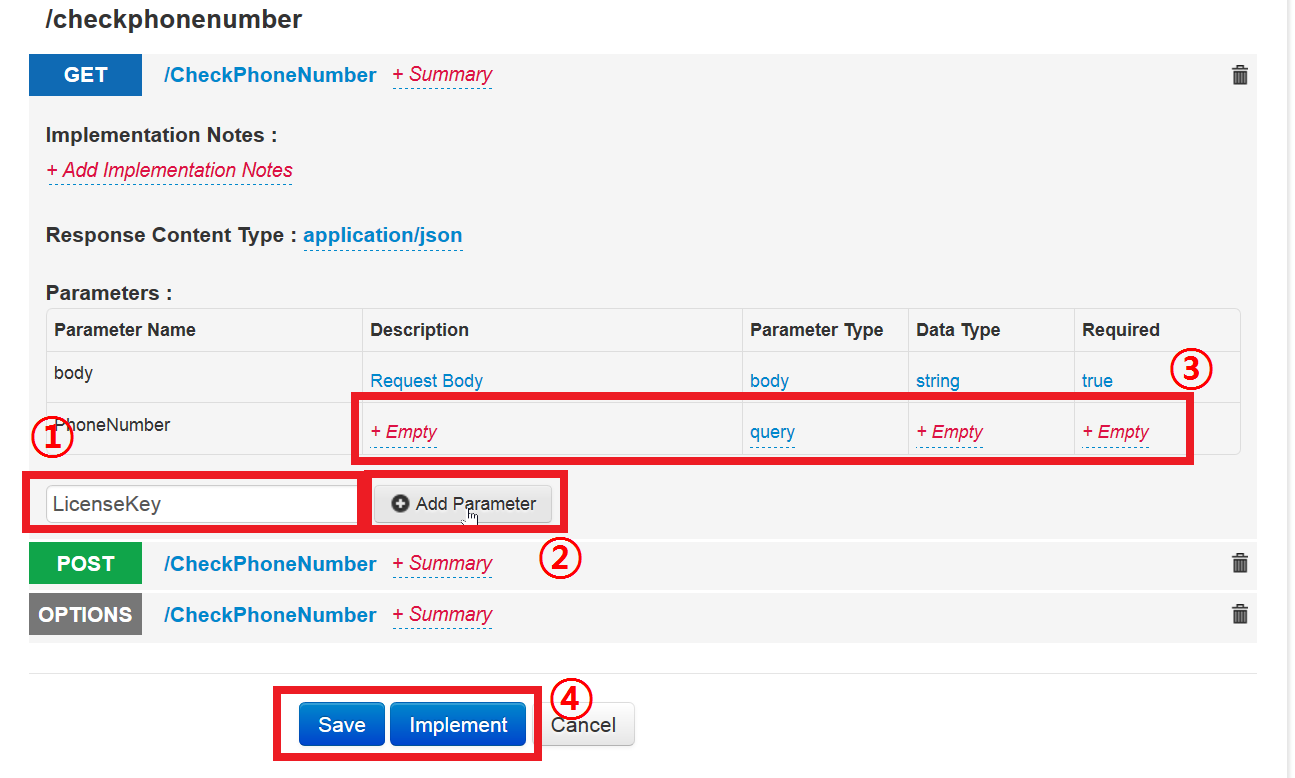 /checkphonenumber
GET /CheckPhoneNumber + Summary
Implementation Notes :
+ Add Implementation Notes
Response Content Type : application/json
Parameters :
Parameter Name Description Parameter Type Data Type Required
body Request Body body string true
③
PhoneNumber + Empty query + Empty + Empty
①
LicenseKey Add Parameter
②
POST /CheckPhoneNumber + Summary
OPTIONS /CheckPhoneNumber + Summary
④
Save Implement Cancel